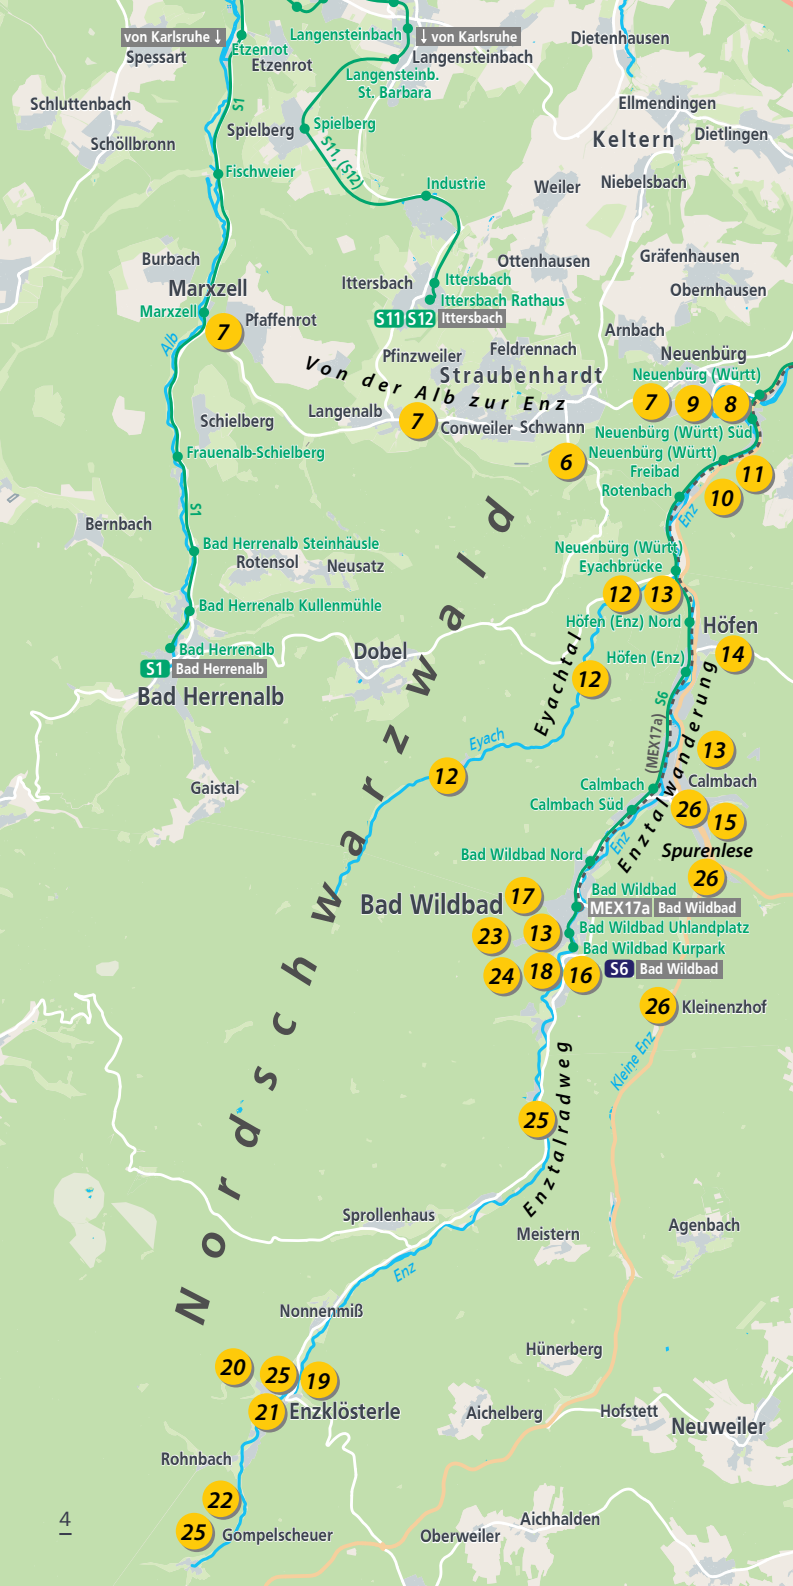 von Karlsruhe ↓
Langensteinbach
↓ von Karlsruhe
Dietenhausen
Etzenrot
Spessart
Etzenrot
Langensteinbach
Langensteinb.
St. Barbara
S1
Schluttenbach
Ellmendingen
Spielberg
Spielberg
Dietlingen
Keltern
Schöllbronn
S11, (S12)
Fischweier
Industrie
Weiler
Niebelsbach
Burbach
Ottenhausen
Gräfenhausen
Marxzell
Ittersbach
Ittersbach
Obernhausen
Ittersbach Rathaus
Marxzell
S11
S12
Ittersbach
Pfaffenrot
7
Arnbach
Alb
Feldrennach
Pfinzweiler
Neuenbürg
Von der Alb zur Enz
Straubenhardt
Neuenbürg (Württ)
7
9
8
Langenalb
7
Schielberg
Conweiler
Schwann
Neuenbürg (Württ) Süd
Frauenalb-Schielberg
Neuenbürg (Württ)
Freibad
6
11
Rotenbach
10
S1
Enz
Bernbach
Bad Herrenalb Steinhäusle
Neuenbürg (Württ)
Eyachbrücke
Rotensol
Neusatz
12
13
Bad Herrenalb Kullenmühle
Höfen (Enz) Nord
Höfen
Bad Herrenalb
Dobel
Höfen (Enz)
14
S1
Bad Herrenalb
12
Bad Herrenalb
Eyachtal
S6
(MEX17a)
Enztalwanderung
Eyach
13
12
Calmbach
Calmbach
Gaistal
Calmbach Süd
26
15
Enz
Spurenlese
Bad Wildbad Nord
26
Bad Wildbad
17
Bad Wildbad
MEX17a
Bad Wildbad
23
13
Bad Wildbad Uhlandplatz
Bad Wildbad Kurpark
24
18
16
S6
Bad Wildbad
26
Kleinenzhof
Nordschwarzwald
Kleine Enz
25
Enztalradweg
Sprollenhaus
Meistern
Agenbach
Enz
Nonnenmiß
Hünerberg
20
25
19
21
Enzklösterle
Aichelberg
Hofstett
Neuweiler
Rohnbach
22
4
25
Gompelscheuer
Oberweiler
Aichhalden